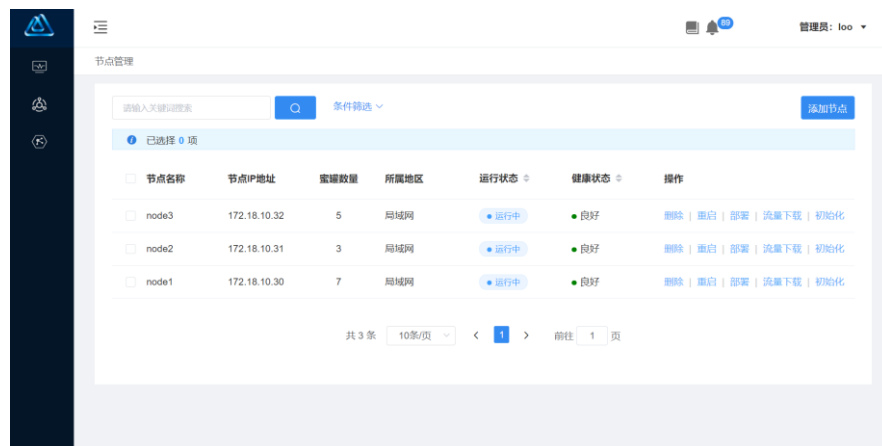 89 管理员：loo
节点管理
请输入关键词搜索 条件筛选 添加节点
已选择 0 项
节点名称 节点IP地址 蜜罐数量 所属地区 运行状态 健康状态 操作
node3 172.18.10.32 5 局域网 运行中 良好 删除 | 重启 | 部署 | 流量下载 | 初始化
node2 172.18.10.31 3 局域网 运行中 良好 删除 | 重启 | 部署 | 流量下载 | 初始化
node1 172.18.10.30 7 局域网 运行中 良好 删除 | 重启 | 部署 | 流量下载 | 初始化
共 3 条 10条/页 1 前往 1 页